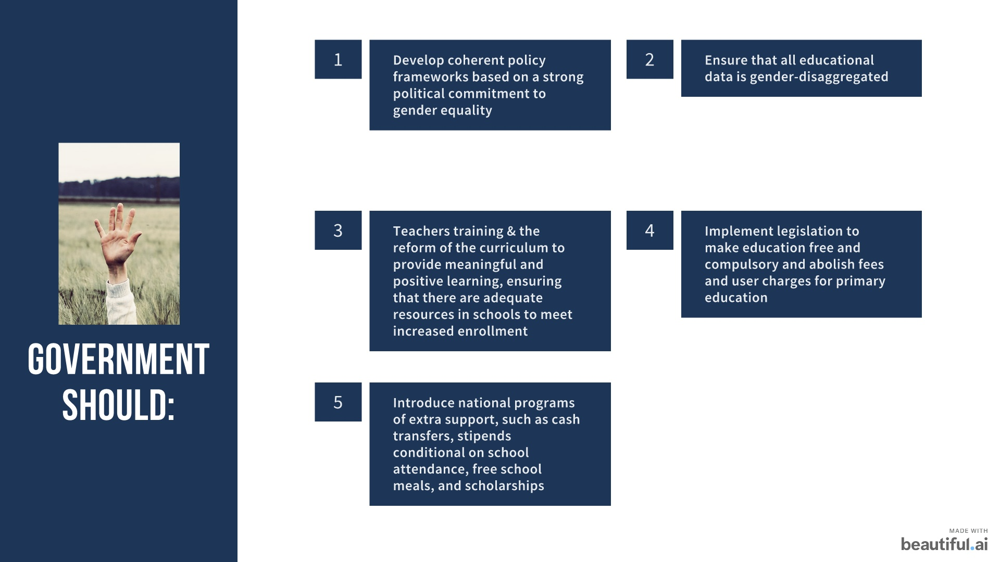 GOVERNMENT
SHOULD:
1
Develop coherent policy
frameworks based on a strong
political commitment to
gender equality
2
Ensure that all educational
data is gender-disaggregated
3
Teachers training & the
reform of the curriculum to
provide meaningful and
positive learning, ensuring
that there are adequate
resources in schools to meet
increased enrollment
4
Implement legislation to
make education free and
compulsory and abolish fees
and user charges for primary
education
5
Introduce national programs
of extra support, such as cash
transfers, stipends
conditional on school
attendance, free school
meals, and scholarships
MADE WITH
beautiful.ai